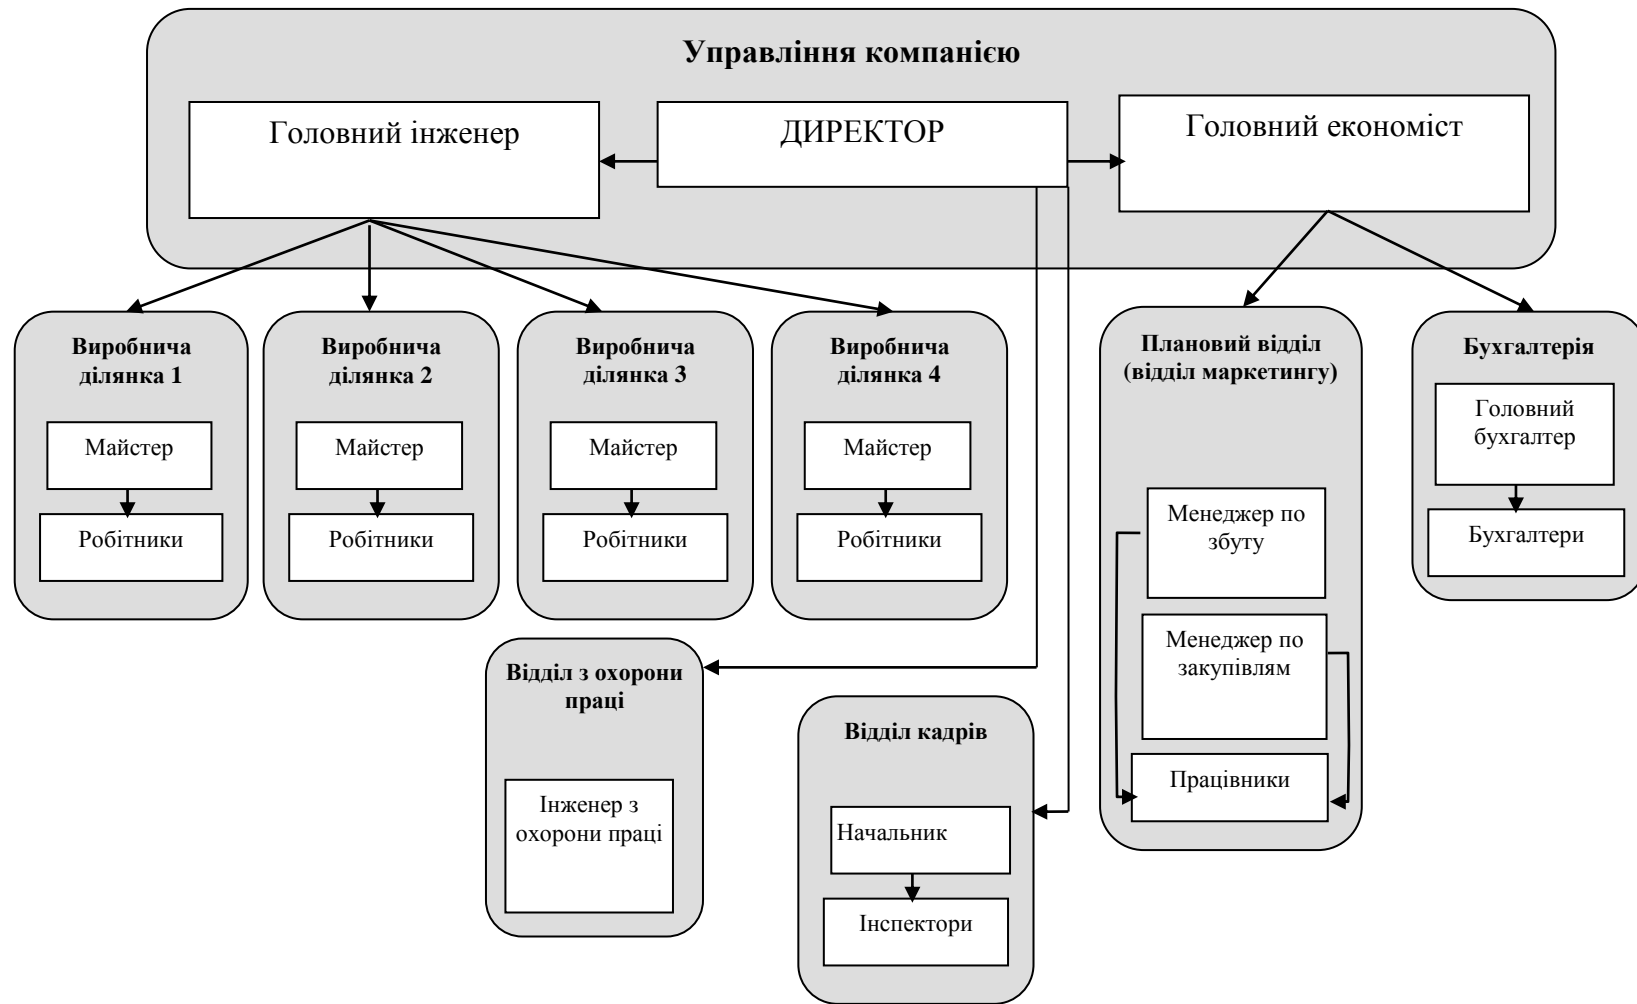 Управління компанією
Головний інженер
ДИРЕКТОР
Головний економіст
Виробнича
ділянка 1
Майстер
Робітники
Виробнича
ділянка 2
Майстер
Робітники
Виробнича
ділянка 3
Майстер
Робітники
Виробнича
ділянка 4
Майстер
Робітники
Плановий відділ
(відділ маркетингу)
Менеджер по
збуту
Менеджер по
закупівлям
Працівники
Бухгалтерія
Головний
бухгалтер
Бухгалтери
Відділ з охорони
праці
Інженер з
охорони праці
Відділ кадрів
Начальник
Інспектори